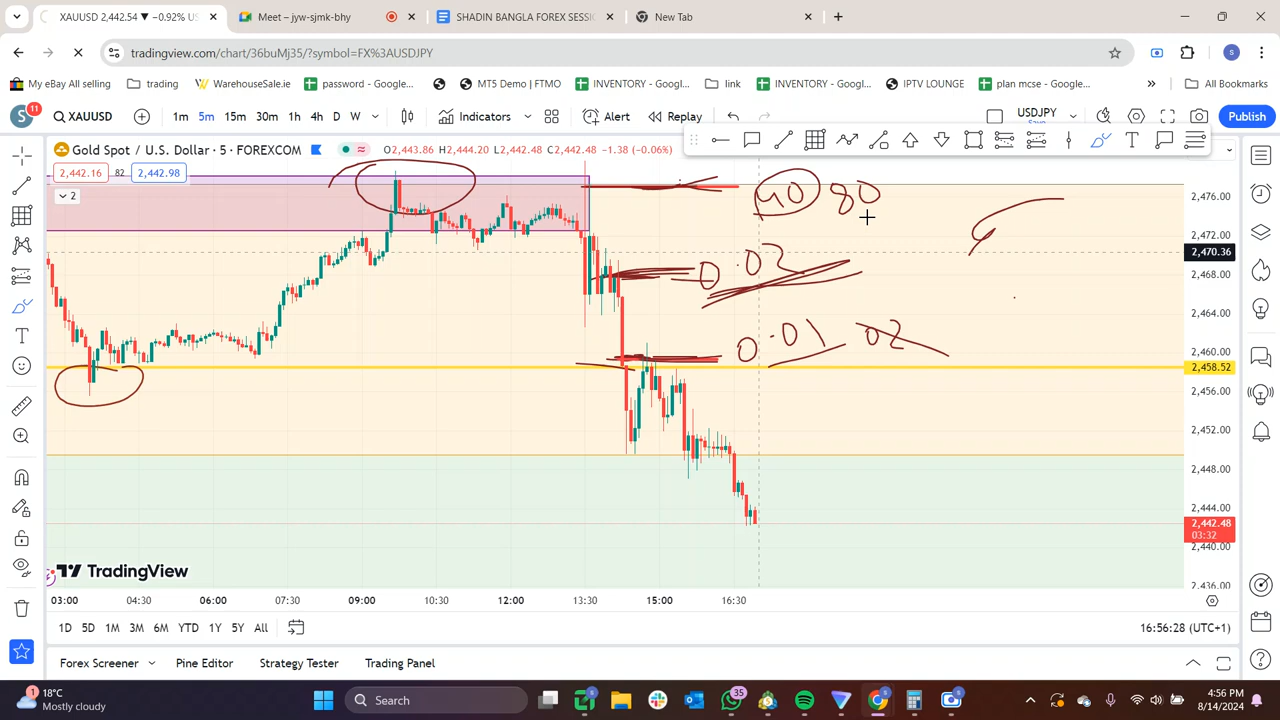 XAUUSD 2,442.54 ▼ −0.92%
Meet – jyw-sjmk-bhy
SHADIN BANGLA FOREX SESSI
New Tab
tradingview.com/chart/36buMj35/?symbol=FX%3AUSDJPY
My eBay All selling
trading
WarehouseSale.ie
password - Google...
MT5 Demo | FTMO
INVENTORY - Googl...
link
INVENTORY - Googl...
IPTV LOUNGE
plan mcse - Google...
»
All Bookmarks
S 11 XAUUSD 1m 5m 15m 30m 1h 4h D W Indicators Alert Replay USDJPY Save Publish
Gold Spot / U.S. Dollar · 5 · FOREXCOM O2,443.86 H2,444.20 L2,442.48 C2,442.48 −1.38 (−0.06%)
2,442.16 82 2,442.98
2
40 80
0.02
0.01 02
2,476.00
2,472.00
2,470.36
2,468.00
2,464.00
2,460.00
2,458.52
2,456.00
2,452.00
2,448.00
2,444.00
2,442.48
03:32
2,440.00
2,436.00
TradingView
03:00 04:30 06:00 07:30 09:00 10:30 12:00 13:30 15:00 16:30
1D 5D 1M 3M 6M YTD 1Y 5Y All 16:56:28 (UTC+1)
Forex Screener Pine Editor Strategy Tester Trading Panel
18°C
Mostly cloudy
Search
35
4:56 PM
8/14/2024